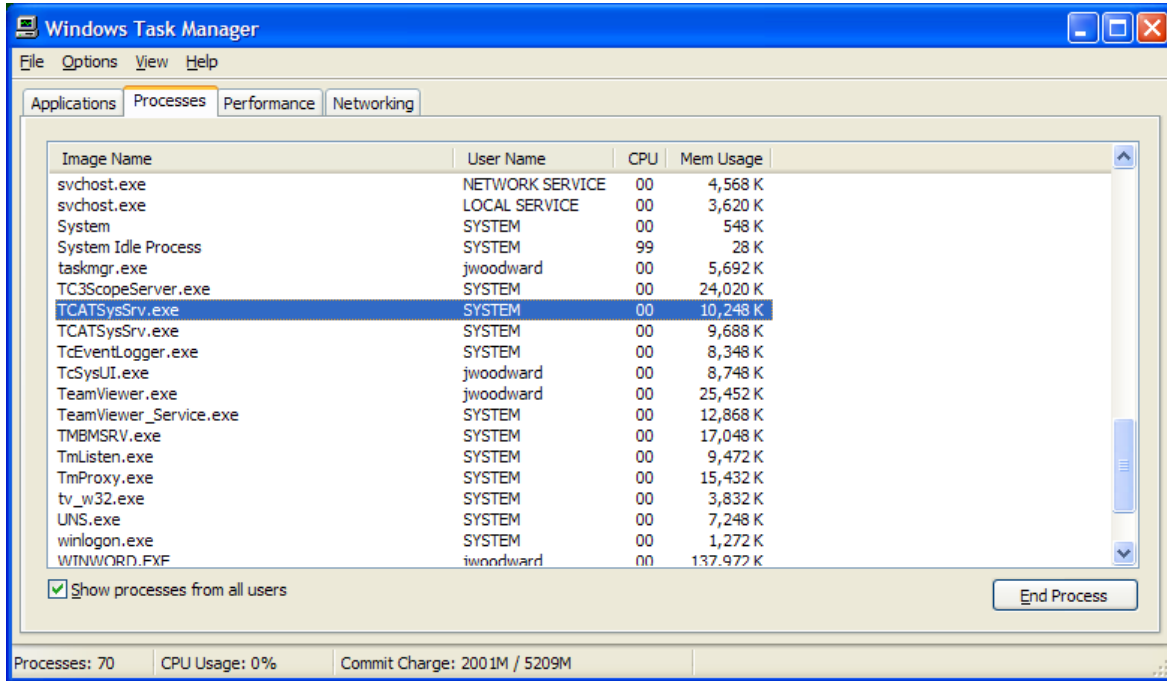 Windows Task Manager
File Options View Help
Applications Processes Performance Networking
Image Name User Name CPU Mem Usage
svchost.exe NETWORK SERVICE 00 4,568 K
svchost.exe LOCAL SERVICE 00 3,620 K
System SYSTEM 00 548 K
System Idle Process SYSTEM 99 28 K
taskmgr.exe jwoodward 00 5,692 K
TC3ScopeServer.exe SYSTEM 00 24,020 K
TCATSysSrv.exe SYSTEM 00 10,248 K
TCATSysSrv.exe SYSTEM 00 9,688 K
TcEventLogger.exe SYSTEM 00 8,348 K
TcSysUI.exe jwoodward 00 8,748 K
TeamViewer.exe jwoodward 00 25,452 K
TeamViewer_Service.exe SYSTEM 00 12,868 K
TMBMSRV.exe SYSTEM 00 17,048 K
TmListen.exe SYSTEM 00 9,472 K
TmProxy.exe SYSTEM 00 15,432 K
tv_w32.exe SYSTEM 00 3,832 K
UNS.exe SYSTEM 00 7,248 K
winlogon.exe SYSTEM 00 1,272 K
WINWORD.EXE jwoodward 00 137,972 K
Show processes from all users
End Process
Processes: 70 CPU Usage: 0% Commit Charge: 2001M / 5209M